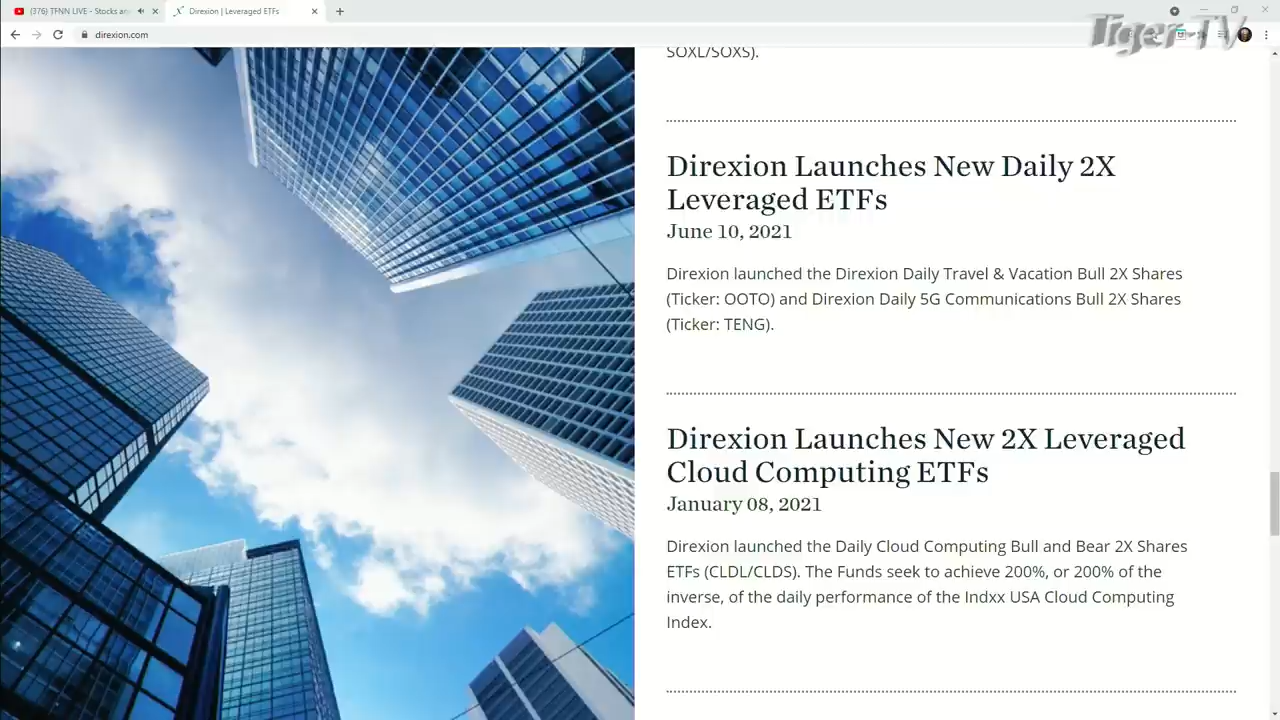 (376) TFNN LIVE - Stocks an
Direxion | Leveraged ETFs
direxion.com
Tiger-TV
SOXL/SOXS).
Direxion Launches New Daily 2X
Leveraged ETFs
June 10, 2021
Direxion launched the Direxion Daily Travel & Vacation Bull 2X Shares
(Ticker: OOTO) and Direxion Daily 5G Communications Bull 2X Shares
(Ticker: TENG).
Direxion Launches New 2X Leveraged
Cloud Computing ETFs
January 08, 2021
Direxion launched the Daily Cloud Computing Bull and Bear 2X Shares
ETFs (CLDL/CLDS). The Funds seek to achieve 200%, or 200% of the
inverse, of the daily performance of the Indxx USA Cloud Computing
Index.